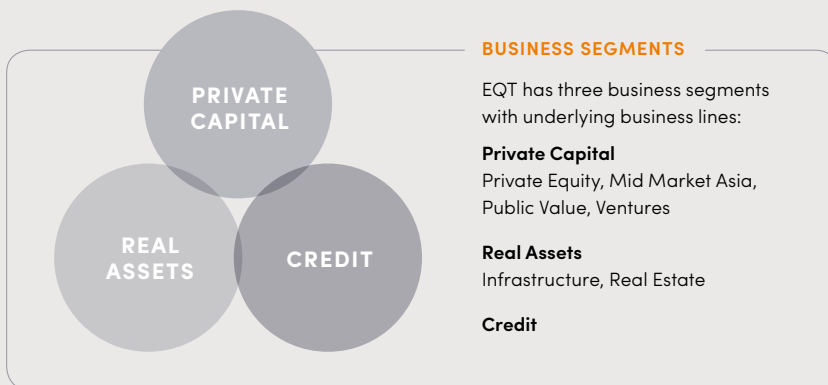 PRIVATE
CAPITAL
REAL
ASSETS
CREDIT
BUSINESS SEGMENTS
EQT has three business segments
with underlying business lines:
Private Capital
Private Equity, Mid Market Asia,
Public Value, Ventures
Real Assets
Infrastructure, Real Estate
Credit